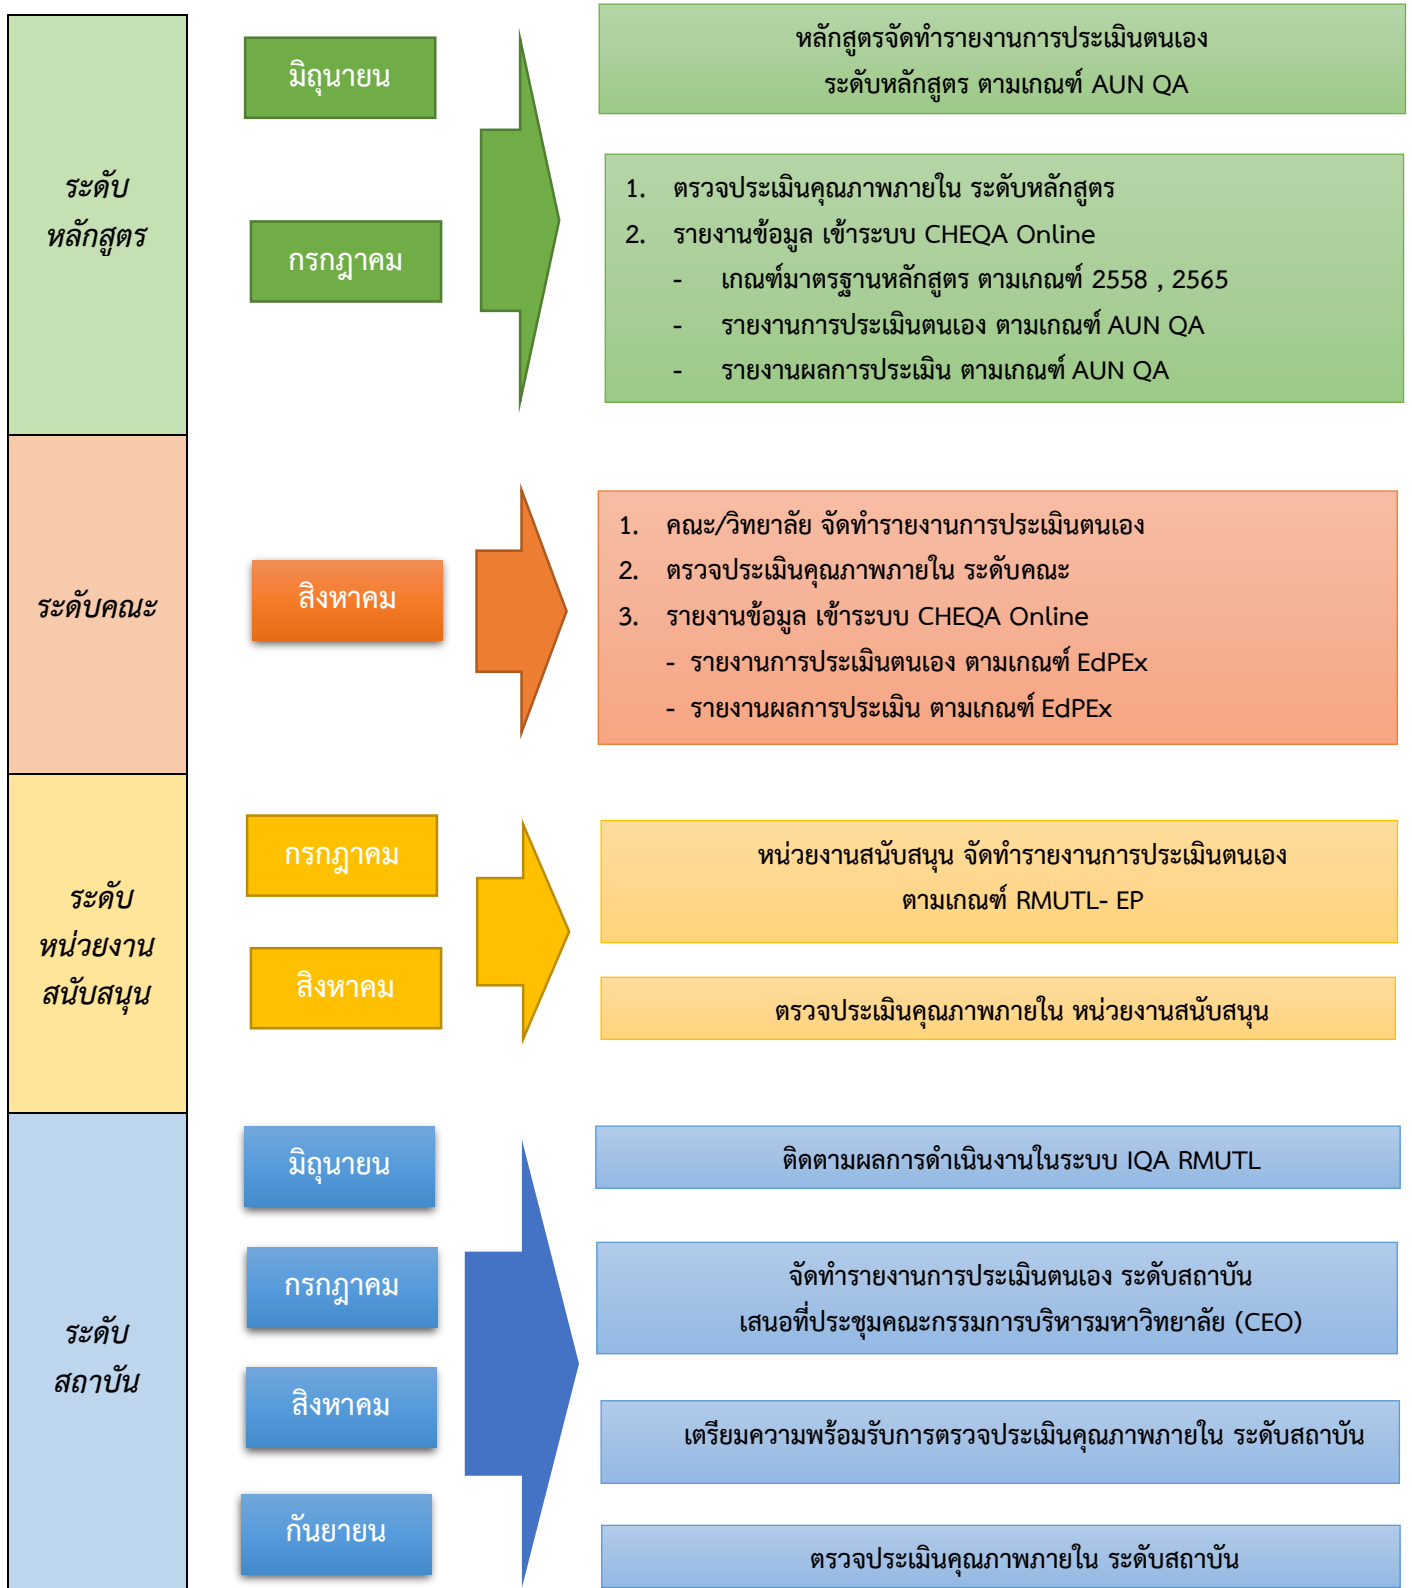 ระดับ
หลักสูตร
มิถุนายน
หลักสูตรจัดทำรายงานการประเมินตนเอง
ระดับหลักสูตร ตามเกณฑ์ AUN QA
กรกฎาคม
1. ตรวจประเมินคุณภาพภายใน ระดับหลักสูตร
2. รายงานข้อมูล เข้าระบบ CHEQA Online
- เกณฑ์มาตรฐานหลักสูตร ตามเกณฑ์ 2558 , 2565
- รายงานการประเมินตนเอง ตามเกณฑ์ AUN QA
- รายงานผลการประเมิน ตามเกณฑ์ AUN QA
ระดับคณะ
สิงหาคม
1. คณะ/วิทยาลัย จัดทำรายงานการประเมินตนเอง
2. ตรวจประเมินคุณภาพภายใน ระดับคณะ
3. รายงานข้อมูล เข้าระบบ CHEQA Online
- รายงานการประเมินตนเอง ตามเกณฑ์ EdPEx
- รายงานผลการประเมิน ตามเกณฑ์ EdPEx
ระดับ
หน่วยงาน
สนับสนุน
กรกฎาคม
หน่วยงานสนับสนุน จัดทำรายงานการประเมินตนเอง
ตามเกณฑ์ RMUTL- EP
สิงหาคม
ตรวจประเมินคุณภาพภายใน หน่วยงานสนับสนุน
ระดับ
สถาบัน
มิถุนายน
ติดตามผลการดำเนินงานในระบบ IQA RMUTL
กรกฎาคม
จัดทำรายงานการประเมินตนเอง ระดับสถาบัน
เสนอที่ประชุมคณะกรรมการบริหารมหาวิทยาลัย (CEO)
สิงหาคม
เตรียมความพร้อมรับการตรวจประเมินคุณภาพภายใน ระดับสถาบัน
กันยายน
ตรวจประเมินคุณภาพภายใน ระดับสถาบัน